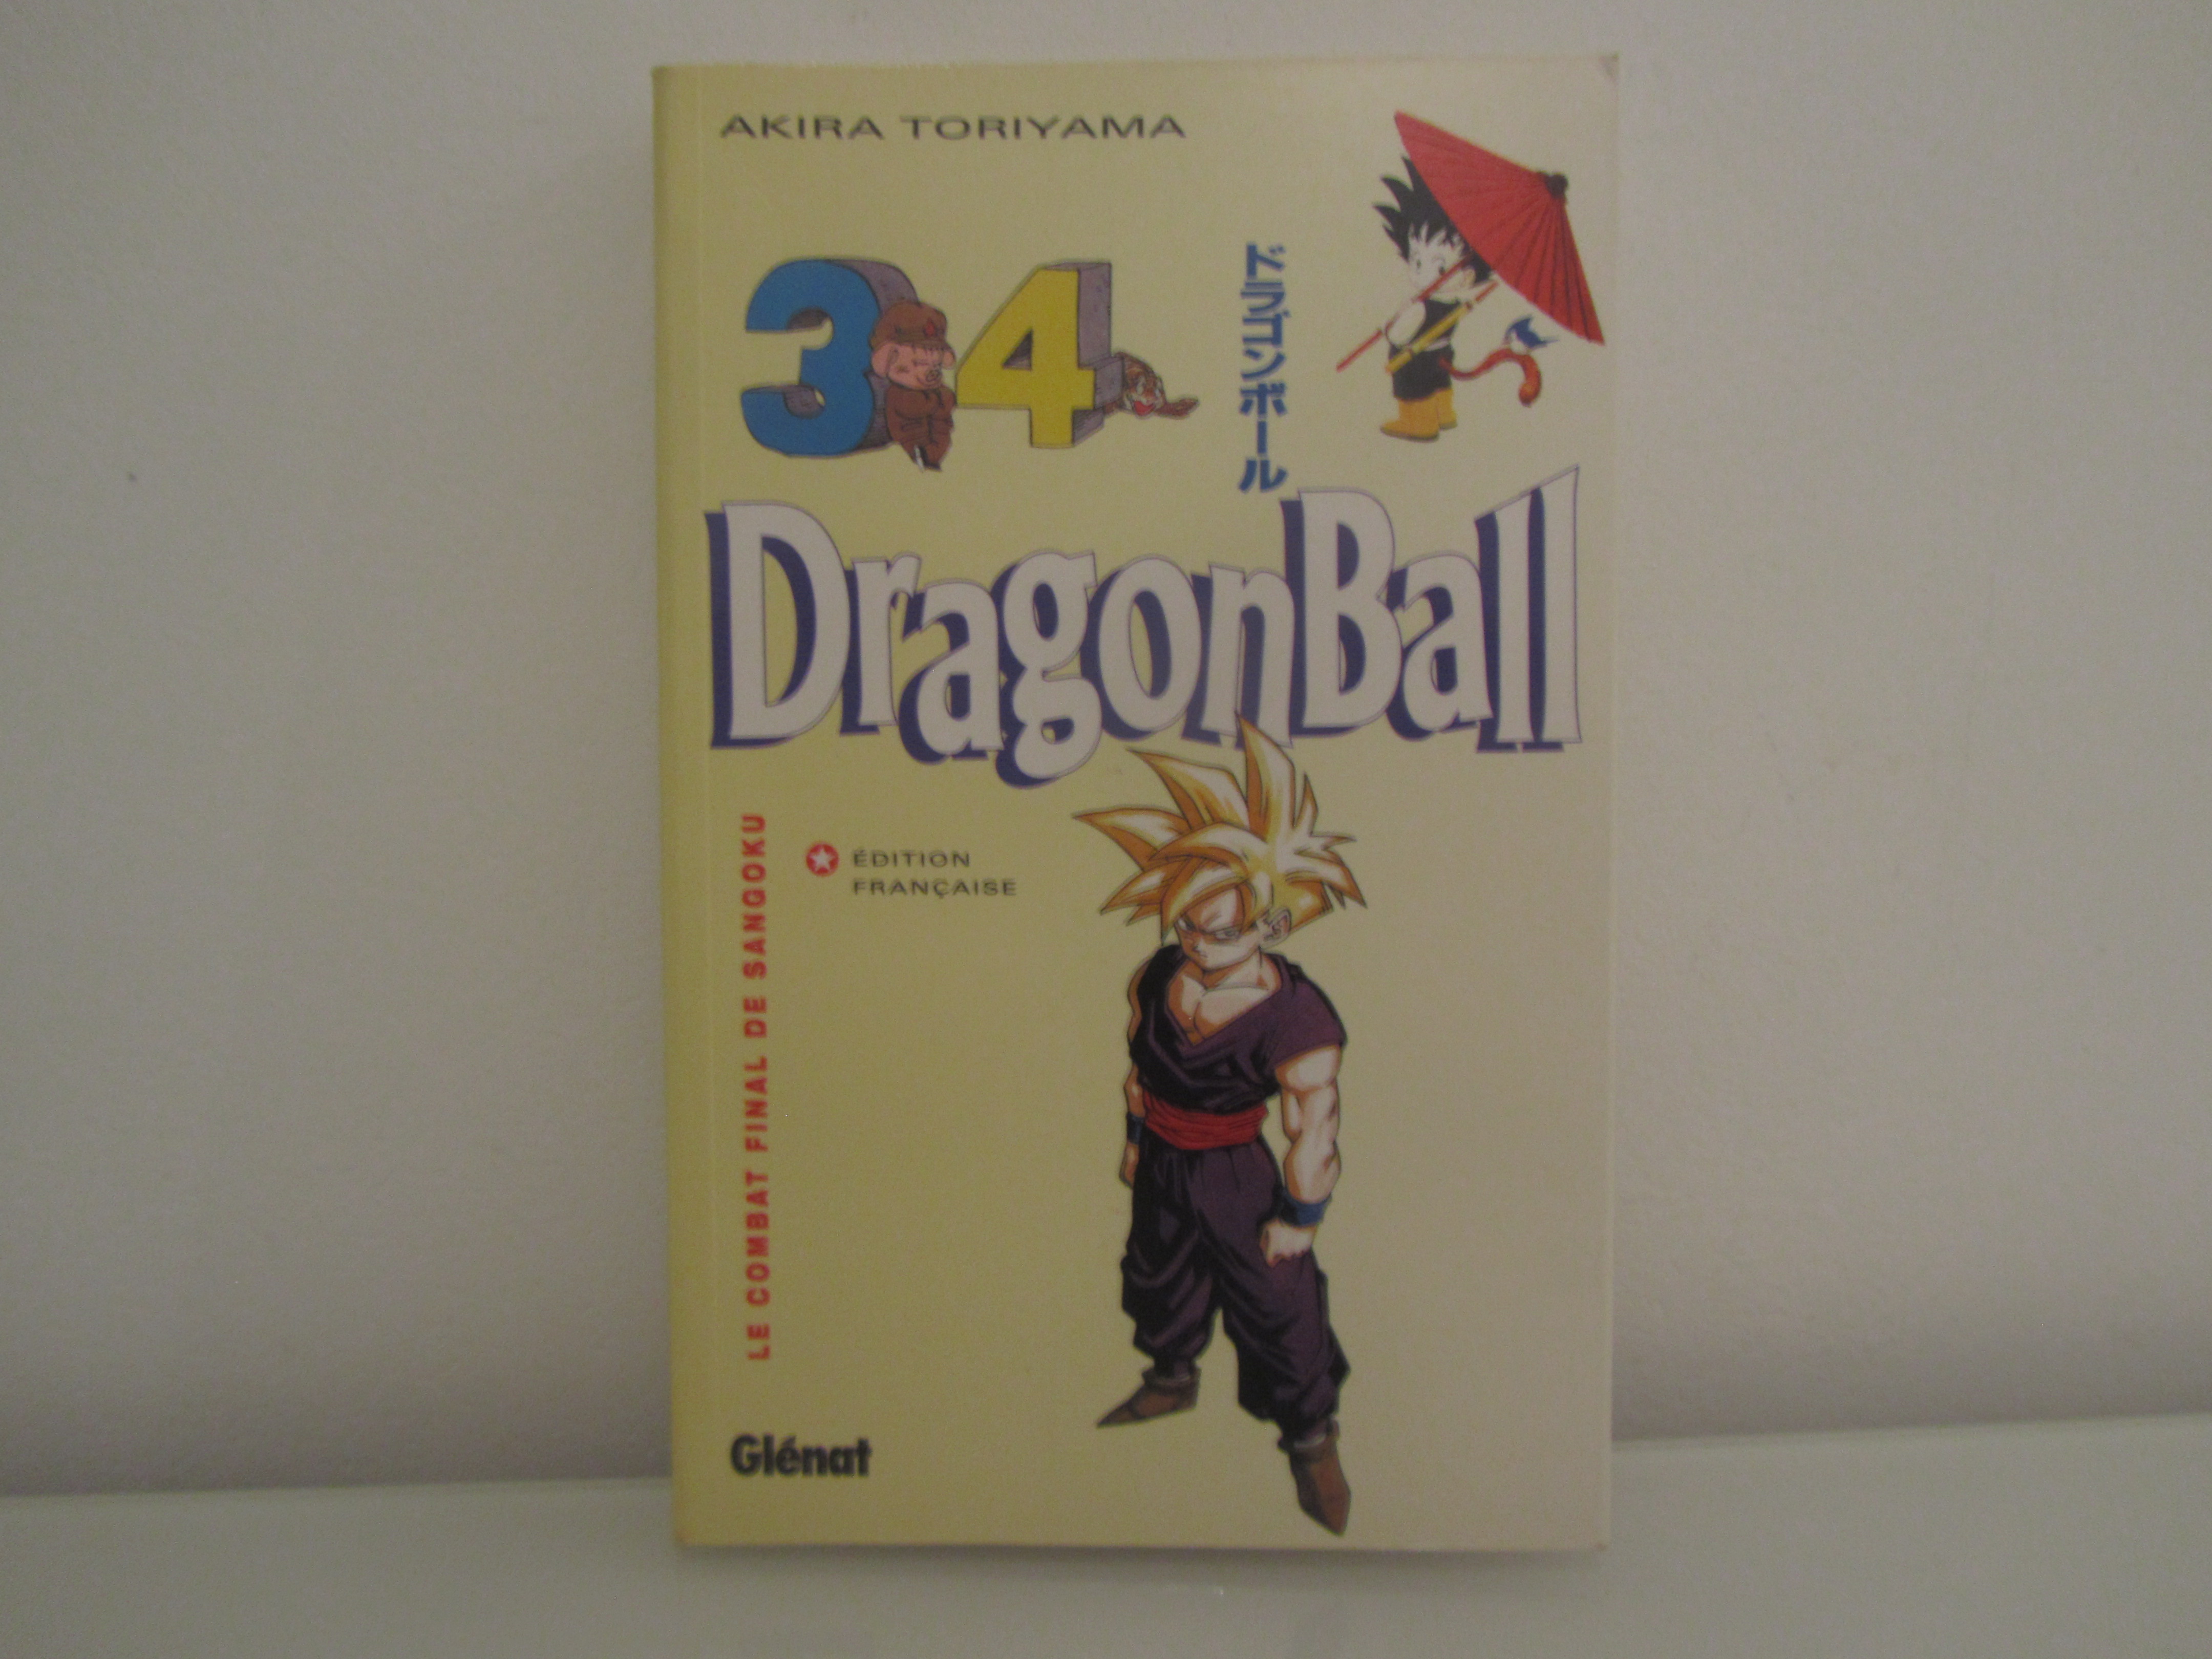 AKIRA TORIYAMA
34
ドラゴンボール
DragonBall
LE COMBAT FINAL DE SANGOKU
ÉDITION
FRANÇAISE
Glénat